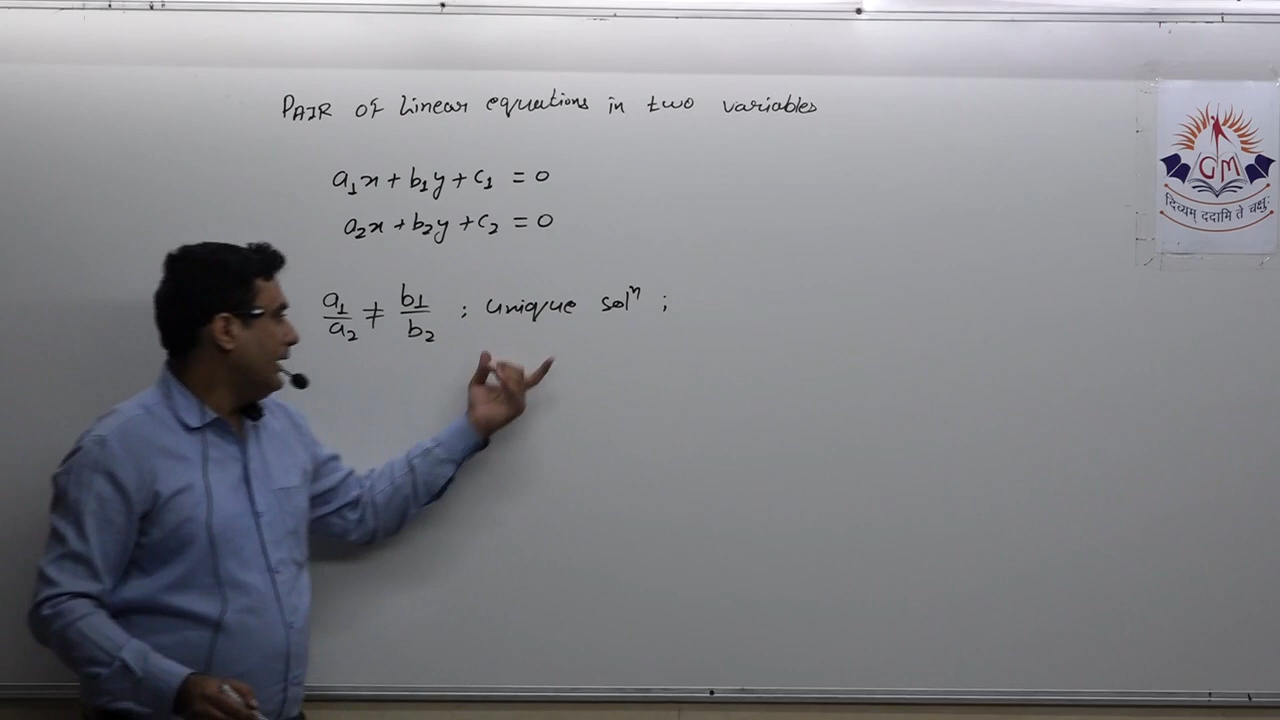 PAIR OF Linear equations in two variables
a₁x + b₁y + c₁ = 0
a₂x + b₂y + c₂ = 0
a₁/a₂ ≠ b₁/b₂ ; unique solⁿ ;
GM
दिव्यम् ददामि ते चक्षुः